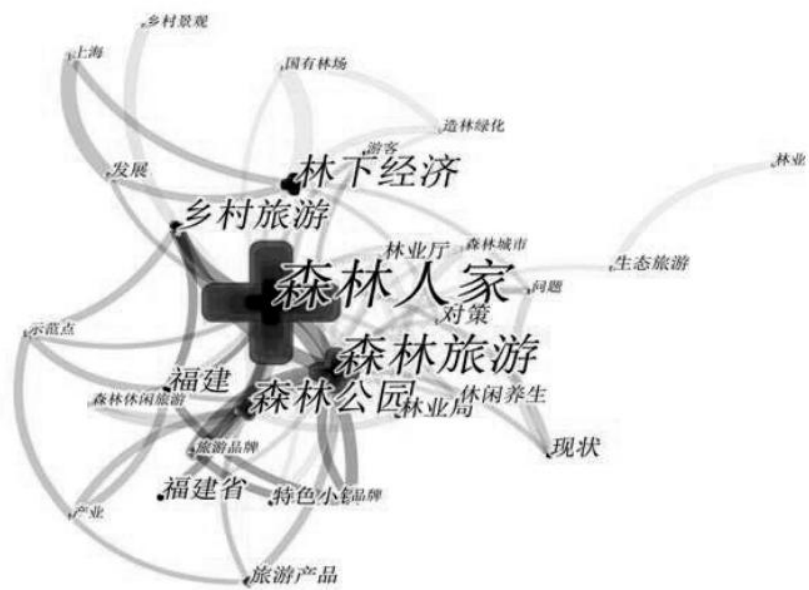 乡村景观
上海
国有林场
造林绿化
游客
林业
发展
林下经济
乡村旅游
林业厅
森林城市
生态旅游
森林人家
问题
对策
示范点
森林旅游
福建
森林公园
休闲养生
森林休闲旅游
林业局
旅游品牌
现状
福建省
特色小镇
品牌
产业
旅游产品